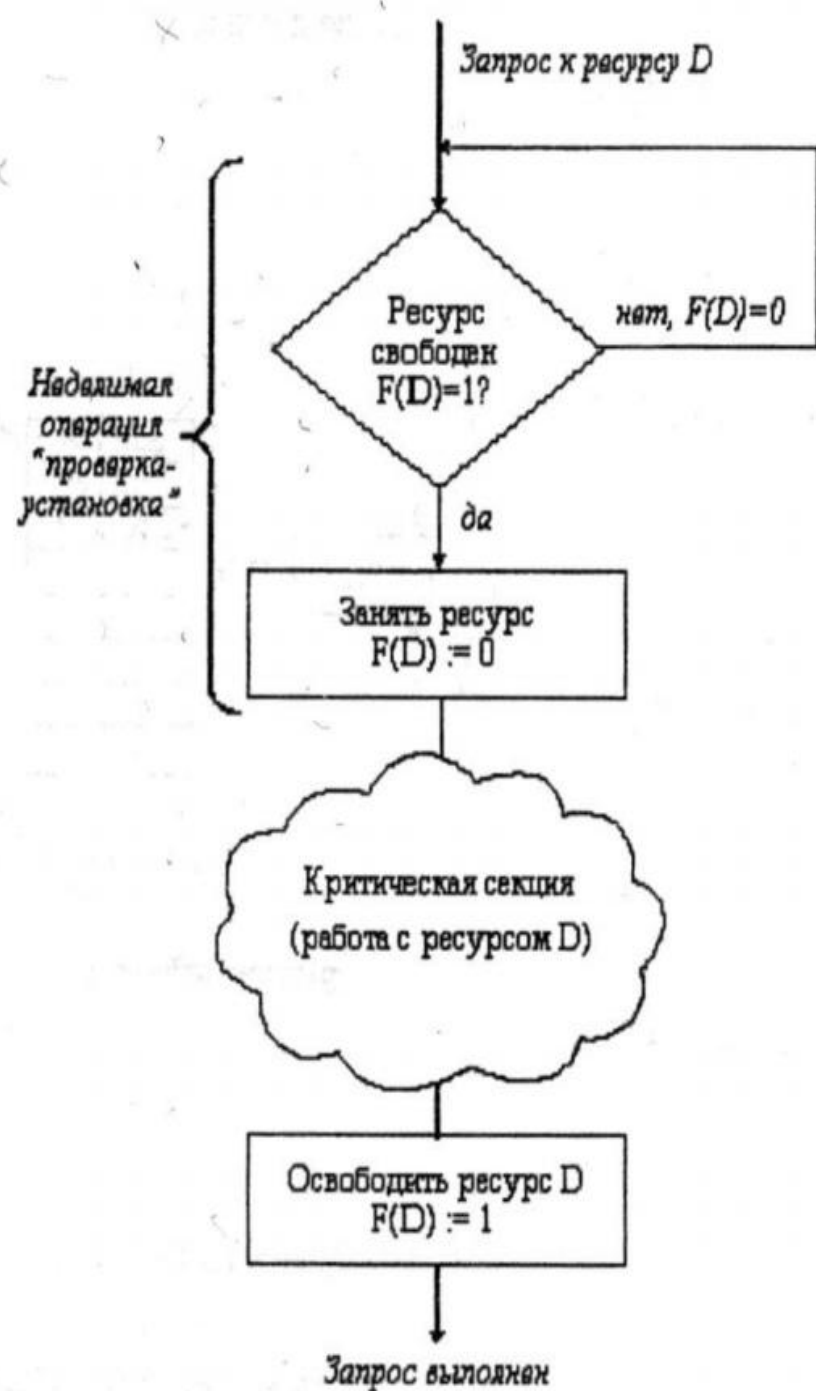 Запрос к ресурсу D
Ресурс
свободен
F(D)=1?
нет, F(D)=0
Неделимая
операция
"проверка-
установка"
да
Занять ресурс
F(D) := 0
Критическая секция
(работа с ресурсом D)
Освободить ресурс D
F(D) := 1
Запрос выполнен